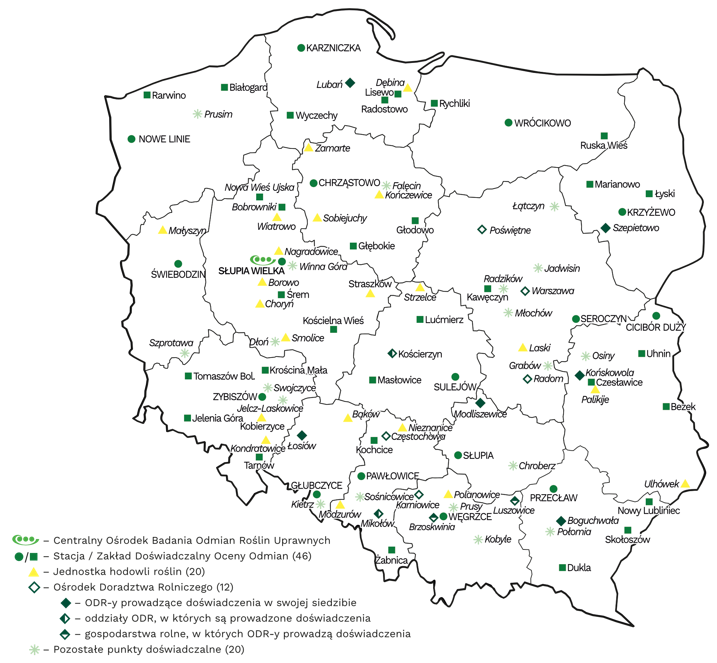 KARZNICZKA
Lubań
Dębina
Lisewo
Radostowo
Białogard
Rarwino
Prusim
Wyczechy
Rychliki
WRÓCIKOWO
NOWE LINIE
Ruska Wieś
Zamarte
CHRZĄSTOWO
Falęcin
Kończewice
Nowa Wieś Ujska
Bobrowniki
Wiatrowo
Sobiejuchy
Głodowo
Marianowo
Łyski
Łątczyn
KRZYŻEWO
Szepietowo
Małyszyn
Poświętne
Głębokie
Nagradowice
SŁUPIA WIELKA
Winna Góra
ŚWIEBODZIN
Jadwisin
Borowo
Śrem
Straszków
Strzelce
Radzików
Kawęczyn
Warszawa
Choryń
Młochów
Kościelna Wieś
Lućmierz
SEROCZYN
CICIBÓR DUŻY
Szprotawa
Dłoń
Smolice
Kościerzyn
Laski
Osiny
Uhnin
Grabów
Końskowola
Tomaszów Bol.
Krościna Mała
Masłowice
SULEJÓW
Radom
Czesławice
Palikije
Swojczyce
ZYBISZÓW
Jelcz-Laskowice
Modliszewice
Bezek
Jelenia Góra
Kobierzyce
Bąków
Nieznanice
Częstochowa
Kondratowice
Łosiów
Kochcice
Tarnów
SŁUPIA
Chroberz
GŁUBCZYCE
PAWŁOWICE
Ulhówek
Kietrz
Modzurów
Sośnicowice
Karniowice
Polanowice
Prusy
PRZECŁAW
Luszowice
Nowy Lubliniec
Mikołów
Brzoskwinia
WĘGRZCE
Boguchwała
Połomia
Skołoszów
Kobyle
Żabnica
Dukla
– Centralny Ośrodek Badania Odmian Roślin Uprawnych
/ – Stacja / Zakład Doświadczalny Oceny Odmian (46)
– Jednostka hodowli roślin (20)
– Ośrodek Doradztwa Rolniczego (12)
– ODR-y prowadzące doświadczenia w swojej siedzibie
– oddziały ODR, w których są prowadzone doświadczenia
– gospodarstwa rolne, w których ODR-y prowadzą doświadczenia
– Pozostałe punkty doświadczalne (20)